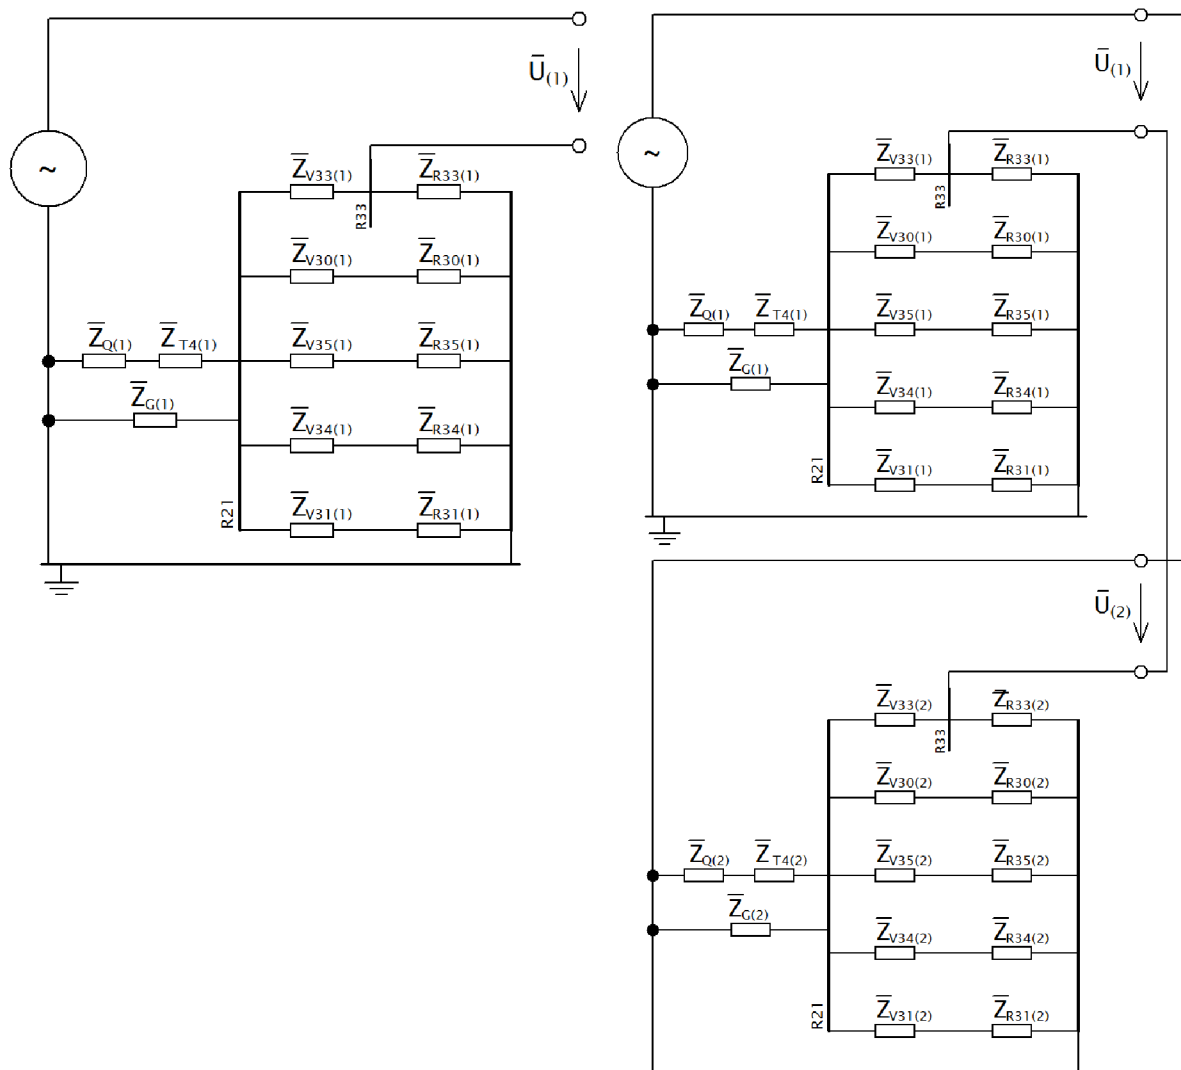 U̅(1)
~
Z̅V33(1) Z̅R33(1)
R33
Z̅V30(1) Z̅R30(1)
Z̅Q(1) Z̅T4(1) Z̅V35(1) Z̅R35(1)
Z̅G(1)
Z̅V34(1) Z̅R34(1)
R21
Z̅V31(1) Z̅R31(1)
U̅(1)
~
Z̅V33(1) Z̅R33(1)
R33
Z̅V30(1) Z̅R30(1)
Z̅Q(1) Z̅T4(1) Z̅V35(1) Z̅R35(1)
Z̅G(1)
Z̅V34(1) Z̅R34(1)
R21
Z̅V31(1) Z̅R31(1)
U̅(2)
Z̅V33(2) Z̅R33(2)
R33
Z̅V30(2) Z̅R30(2)
Z̅Q(2) Z̅T4(2) Z̅V35(2) Z̅R35(2)
Z̅G(2)
Z̅V34(2) Z̅R34(2)
R21
Z̅V31(2) Z̅R31(2)